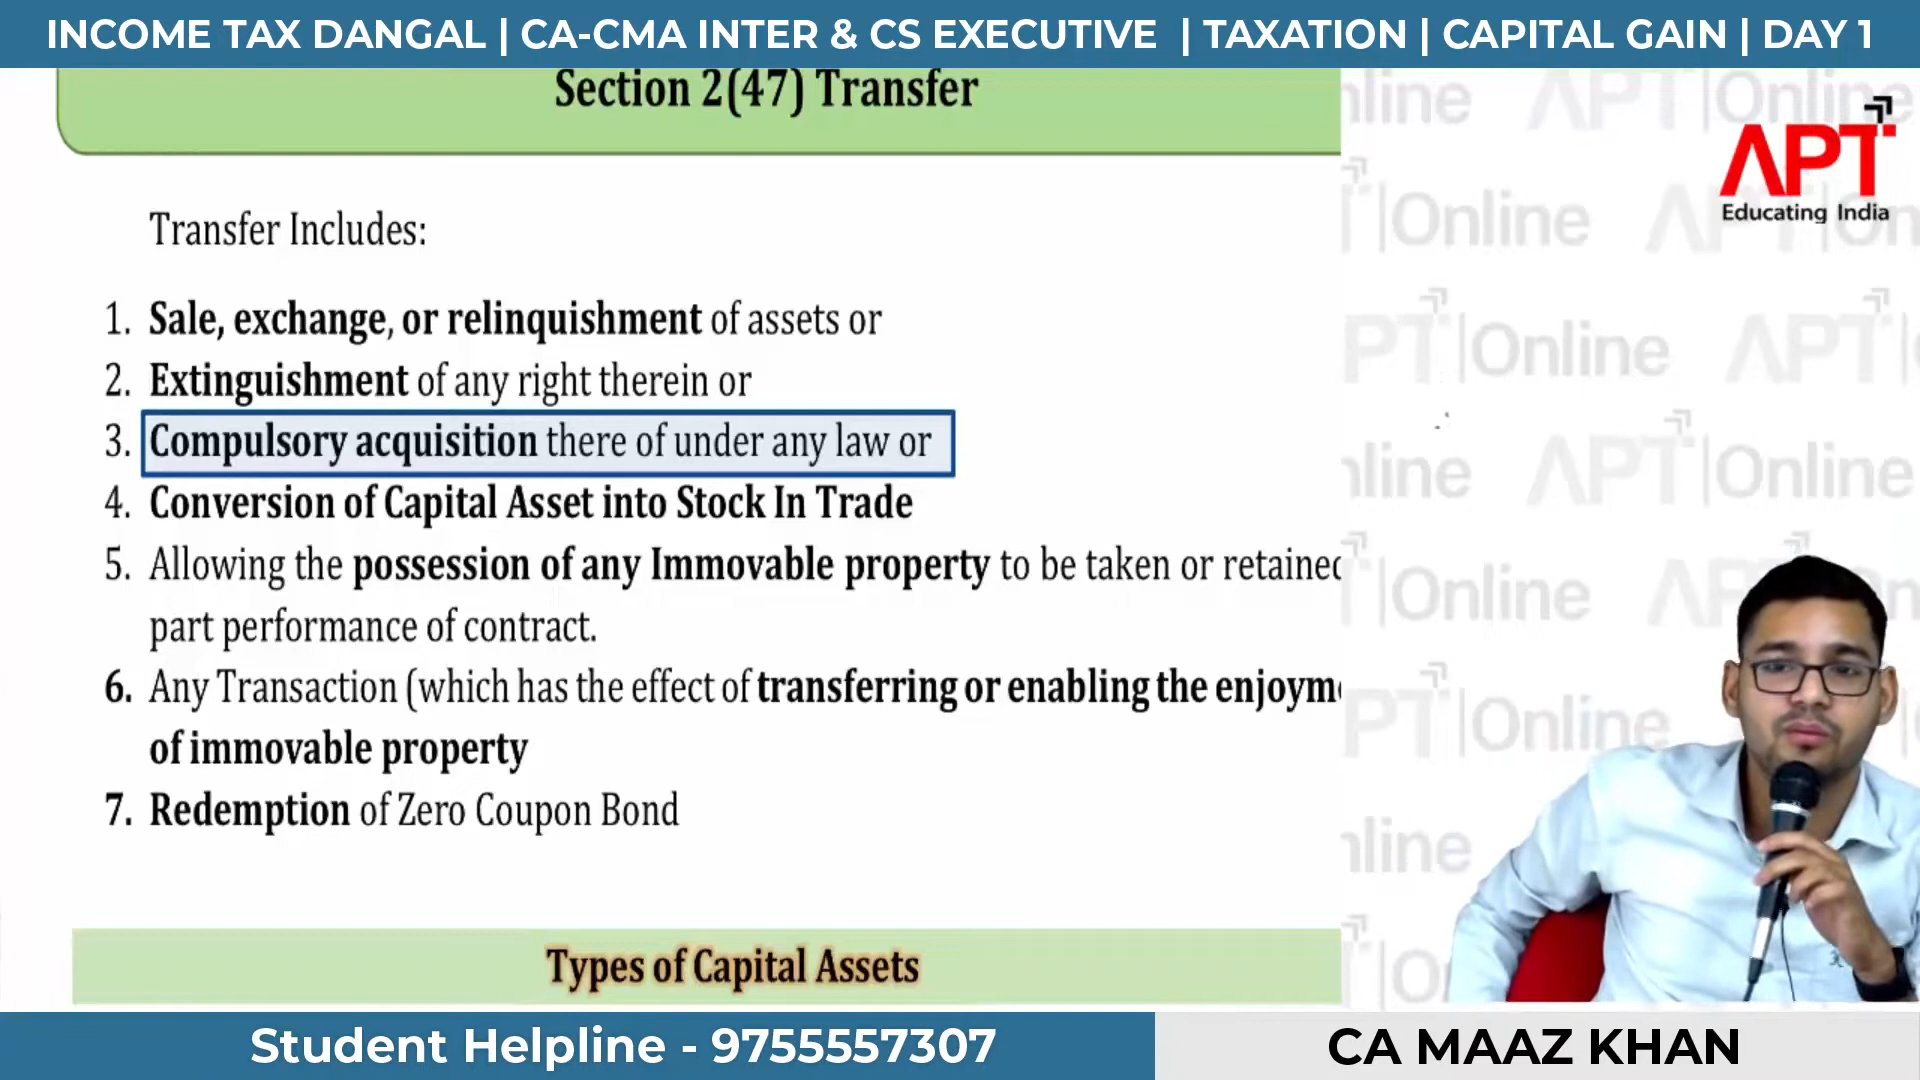 INCOME TAX DANGAL | CA-CMA INTER & CS EXECUTIVE | TAXATION | CAPITAL GAIN | DAY 1
Section 2(47) Transfer
APT
Educating India
Transfer Includes:
1. Sale, exchange, or relinquishment of assets or
2. Extinguishment of any right therein or
3. Compulsory acquisition there of under any law or
4. Conversion of Capital Asset into Stock In Trade
5. Allowing the possession of any Immovable property to be taken or retained
part performance of contract.
6. Any Transaction (which has the effect of transferring or enabling the enjoym
of immovable property
7. Redemption of Zero Coupon Bond
Types of Capital Assets
APT|Online
Student Helpline - 9755557307
CA MAAZ KHAN